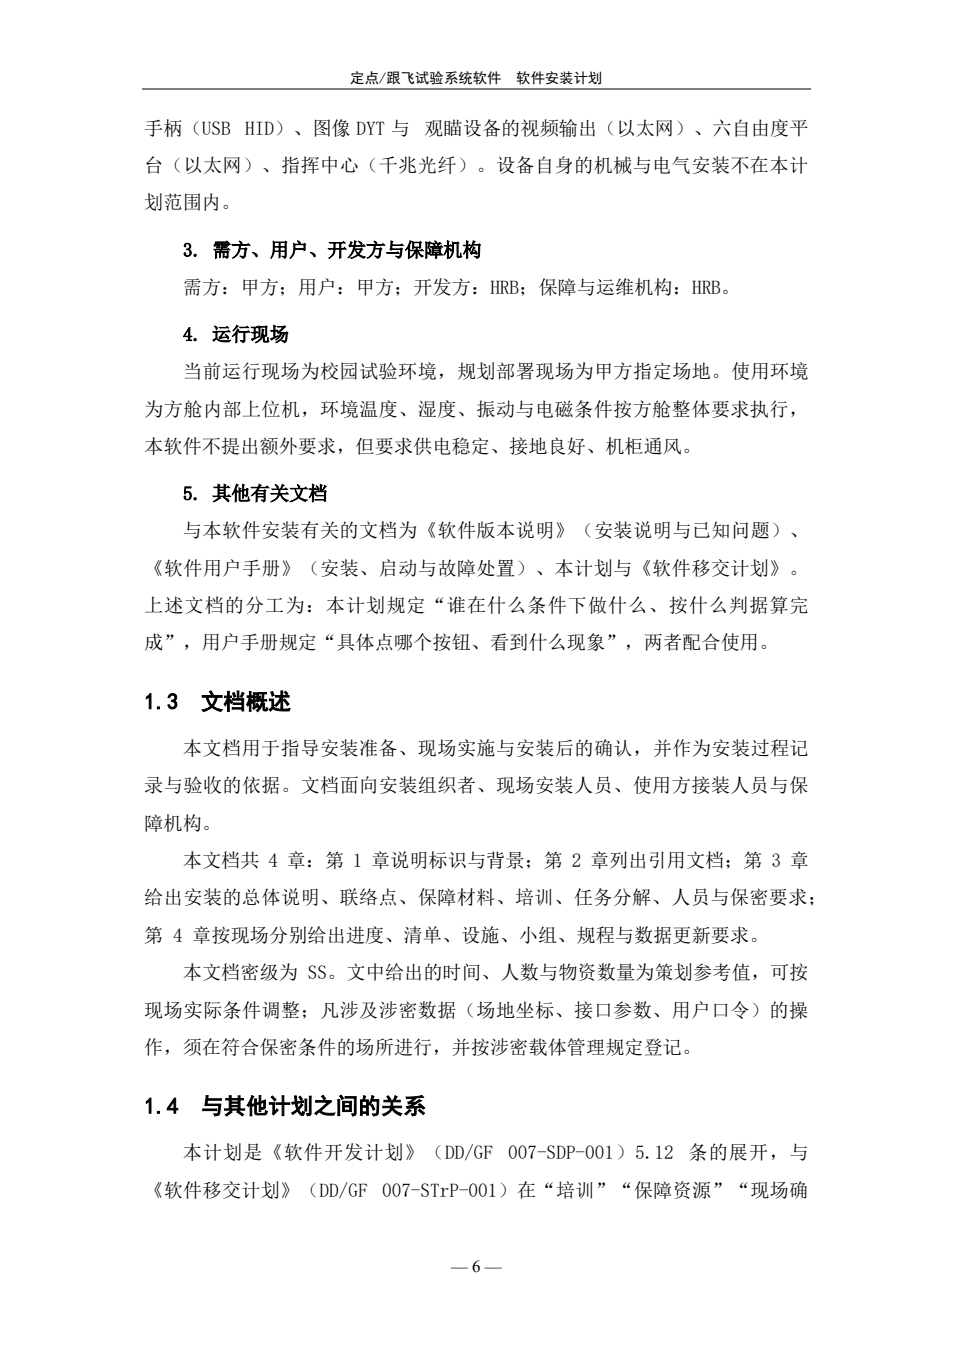 定点/跟飞试验系统软件　软件安装计划
手柄（USB HID）、图像 DYT 与 观瞄设备的视频输出（以太网）、六自由度平
台（以太网）、指挥中心（千兆光纤）。设备自身的机械与电气安装不在本计
划范围内。
3. 需方、用户、开发方与保障机构
需方：甲方；用户：甲方；开发方：HRB；保障与运维机构：HRB。
4. 运行现场
当前运行现场为校园试验环境，规划部署现场为甲方指定场地。使用环境
为方舱内部上位机，环境温度、湿度、振动与电磁条件按方舱整体要求执行，
本软件不提出额外要求，但要求供电稳定、接地良好、机柜通风。
5. 其他有关文档
与本软件安装有关的文档为《软件版本说明》（安装说明与已知问题）、
《软件用户手册》（安装、启动与故障处置）、本计划与《软件移交计划》。
上述文档的分工为：本计划规定“谁在什么条件下做什么、按什么判据算完
成”，用户手册规定“具体点哪个按钮、看到什么现象”，两者配合使用。
1.3　文档概述
本文档用于指导安装准备、现场实施与安装后的确认，并作为安装过程记
录与验收的依据。文档面向安装组织者、现场安装人员、使用方接装人员与保
障机构。
本文档共 4 章：第 1 章说明标识与背景；第 2 章列出引用文档；第 3 章
给出安装的总体说明、联络点、保障材料、培训、任务分解、人员与保密要求；
第 4 章按现场分别给出进度、清单、设施、小组、规程与数据更新要求。
本文档密级为 SS。文中给出的时间、人数与物资数量为策划参考值，可按
现场实际条件调整；凡涉及涉密数据（场地坐标、接口参数、用户口令）的操
作，须在符合保密条件的场所进行，并按涉密载体管理规定登记。
1.4　与其他计划之间的关系
本计划是《软件开发计划》（DD/GF 007-SDP-001）5.12 条的展开，与
《软件移交计划》（DD/GF 007-STrP-001）在“培训”“保障资源”“现场确
— 6 —